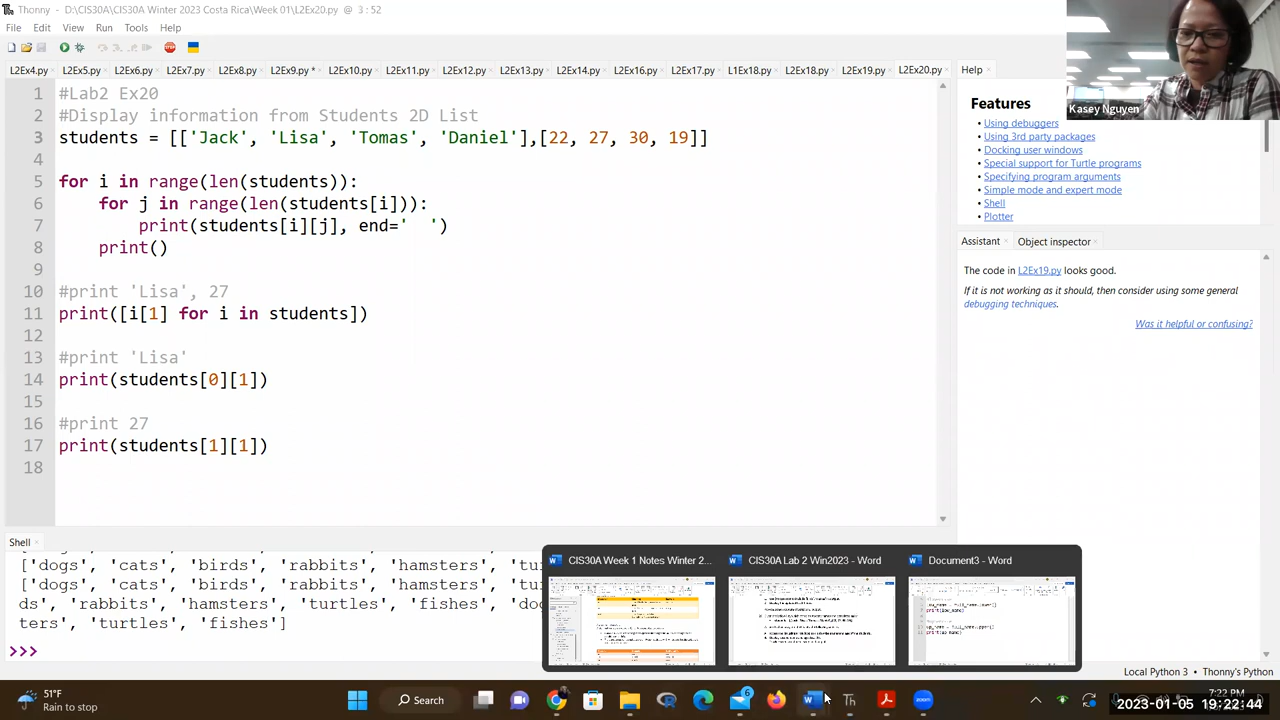 Thonny - D:\CIS30A\CIS30A Winter 2023 Costa Rica\Week 01\L2Ex20.py @ 3 : 52
File Edit View Run Tools Help
L2Ex4.py L2Ex5.py L2Ex6.py L2Ex7.py L2Ex8.py L2Ex9.py * L2Ex10.py L2Ex11.py L2Ex12.py L2Ex13.py L2Ex14.py L2Ex16.py L2Ex17.py L1Ex18.py L2Ex18.py L2Ex19.py L2Ex20.py
1 #Lab2 Ex20
2 #Display information from Students 2D List
3 students = [['Jack', 'Lisa', 'Tomas', 'Daniel'],[22, 27, 30, 19]]
4
5 for i in range(len(students)):
6 for j in range(len(students[i])):
7 print(students[i][j], end='   ')
8 print()
9
10 #print 'Lisa', 27
11 print([i[1] for i in students])
12
13 #print 'Lisa'
14 print(students[0][1])
15
16 #print 27
17 print(students[1][1])
18
Shell
['dogs', 'cats', 'birds', 'rabbits', 'hamsters', 'tur
['dogs', 'cats', 'birds', 'rabbits', 'hamsters', 'tur
ds', 'rabbits', 'hamsters', 'turtles', 'fishes', 'dog
ters', 'turtles', 'fishes']
>>>
Help
Kasey Nguyen
Features
• Using debuggers
• Using 3rd party packages
• Docking user windows
• Special support for Turtle programs
• Specifying program arguments
• Simple mode and expert mode
• Shell
• Plotter
Assistant Object inspector
The code in L2Ex19.py looks good.
If it is not working as it should, then consider using some general
debugging techniques.
Was it helpful or confusing?
CIS30A Week 1 Notes Winter 2... CIS30A Lab 2 Win2023 - Word Document3 - Word
Local Python 3 • Thonny's Python
51°F
Rain to stop
Search
6
zoom
7:22 PM
2023-01-05 19:22:44